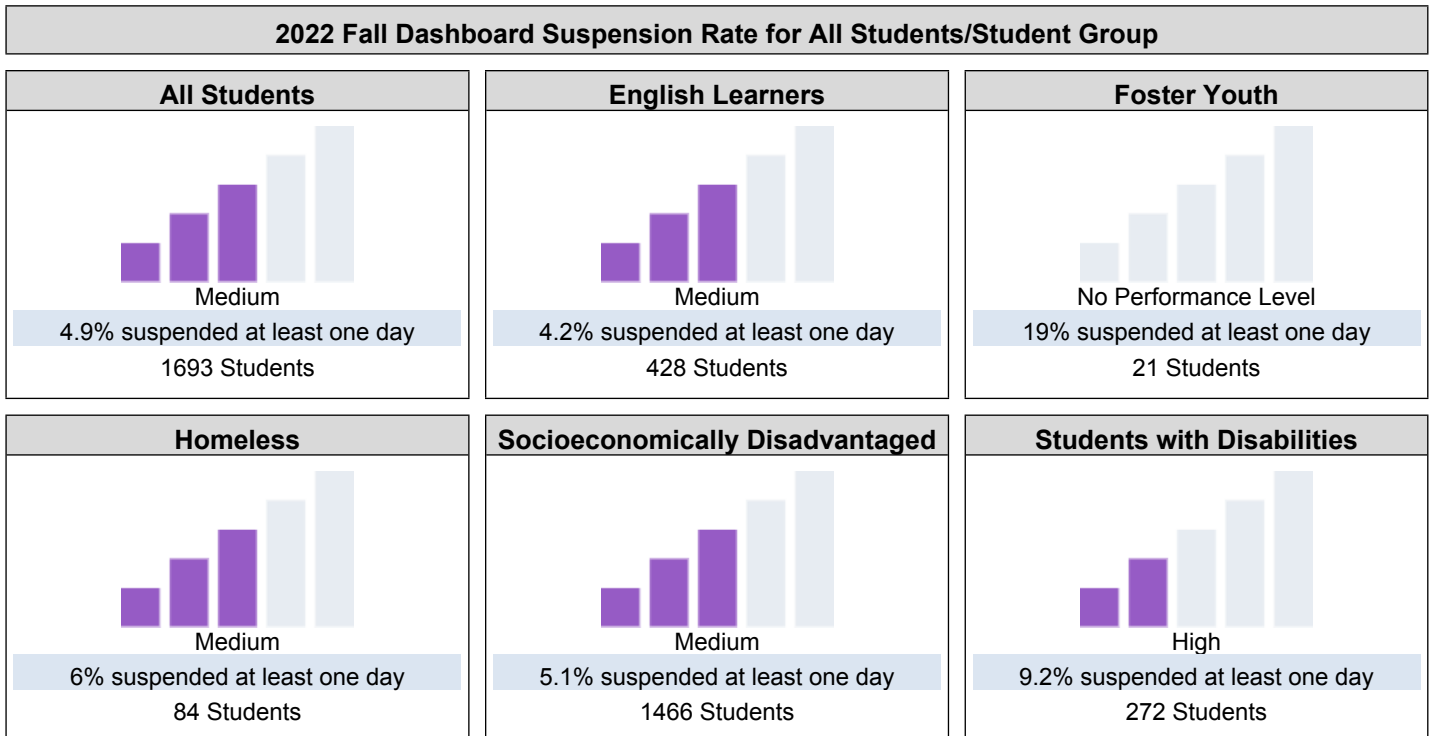 2022 Fall Dashboard Suspension Rate for All Students/Student Group
All Students
Medium
4.9% suspended at least one day
1693 Students
English Learners
Medium
4.2% suspended at least one day
428 Students
Foster Youth
No Performance Level
19% suspended at least one day
21 Students
Homeless
Medium
6% suspended at least one day
84 Students
Socioeconomically Disadvantaged
Medium
5.1% suspended at least one day
1466 Students
Students with Disabilities
High
9.2% suspended at least one day
272 Students